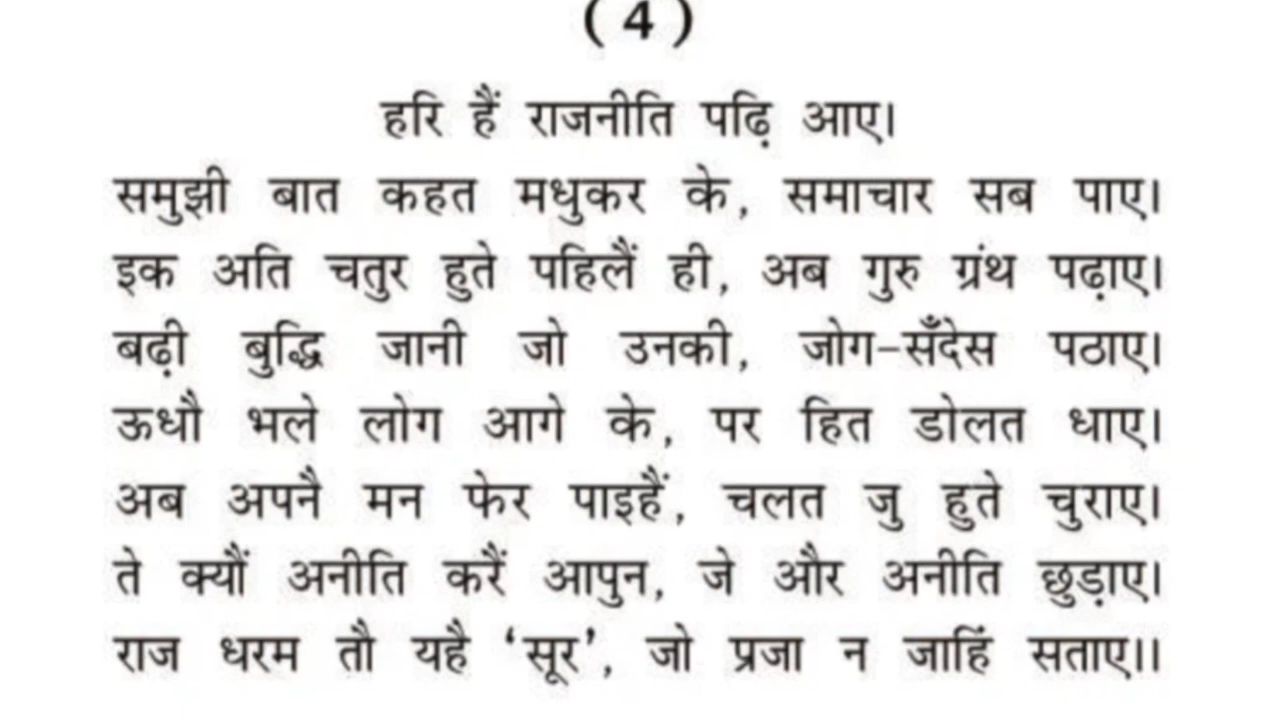 ( 4 )
हरि हैं राजनीति पढ़ि आए।
समुझी बात कहत मधुकर के, समाचार सब पाए।
इक अति चतुर हुते पहिलैं ही, अब गुरु ग्रंथ पढ़ाए।
बढ़ी बुद्धि जानी जो उनकी, जोग-सँदेस पठाए।
ऊधौ भले लोग आगे के, पर हित डोलत धाए।
अब अपनै मन फेर पाइहैं, चलत जु हुते चुराए।
ते क्यौं अनीति करैं आपुन, जे और अनीति छुड़ाए।
राज धरम तौ यहै ‘सूर’, जो प्रजा न जाहिं सताए।।